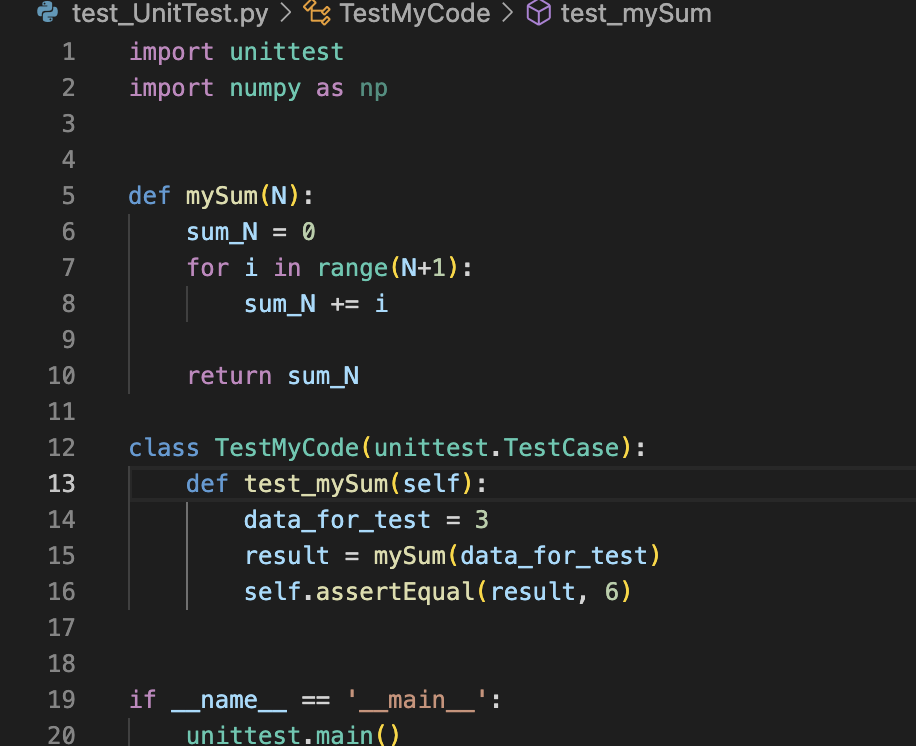 test_UnitTest.py > TestMyCode > test_mySum
1 import unittest
2 import numpy as np
3
4
5 def mySum(N):
6     sum_N = 0
7     for i in range(N+1):
8         sum_N += i
9
10     return sum_N
11
12 class TestMyCode(unittest.TestCase):
13     def test_mySum(self):
14         data_for_test = 3
15         result = mySum(data_for_test)
16         self.assertEqual(result, 6)
17
18
19 if __name__ == '__main__':
20     unittest.main()